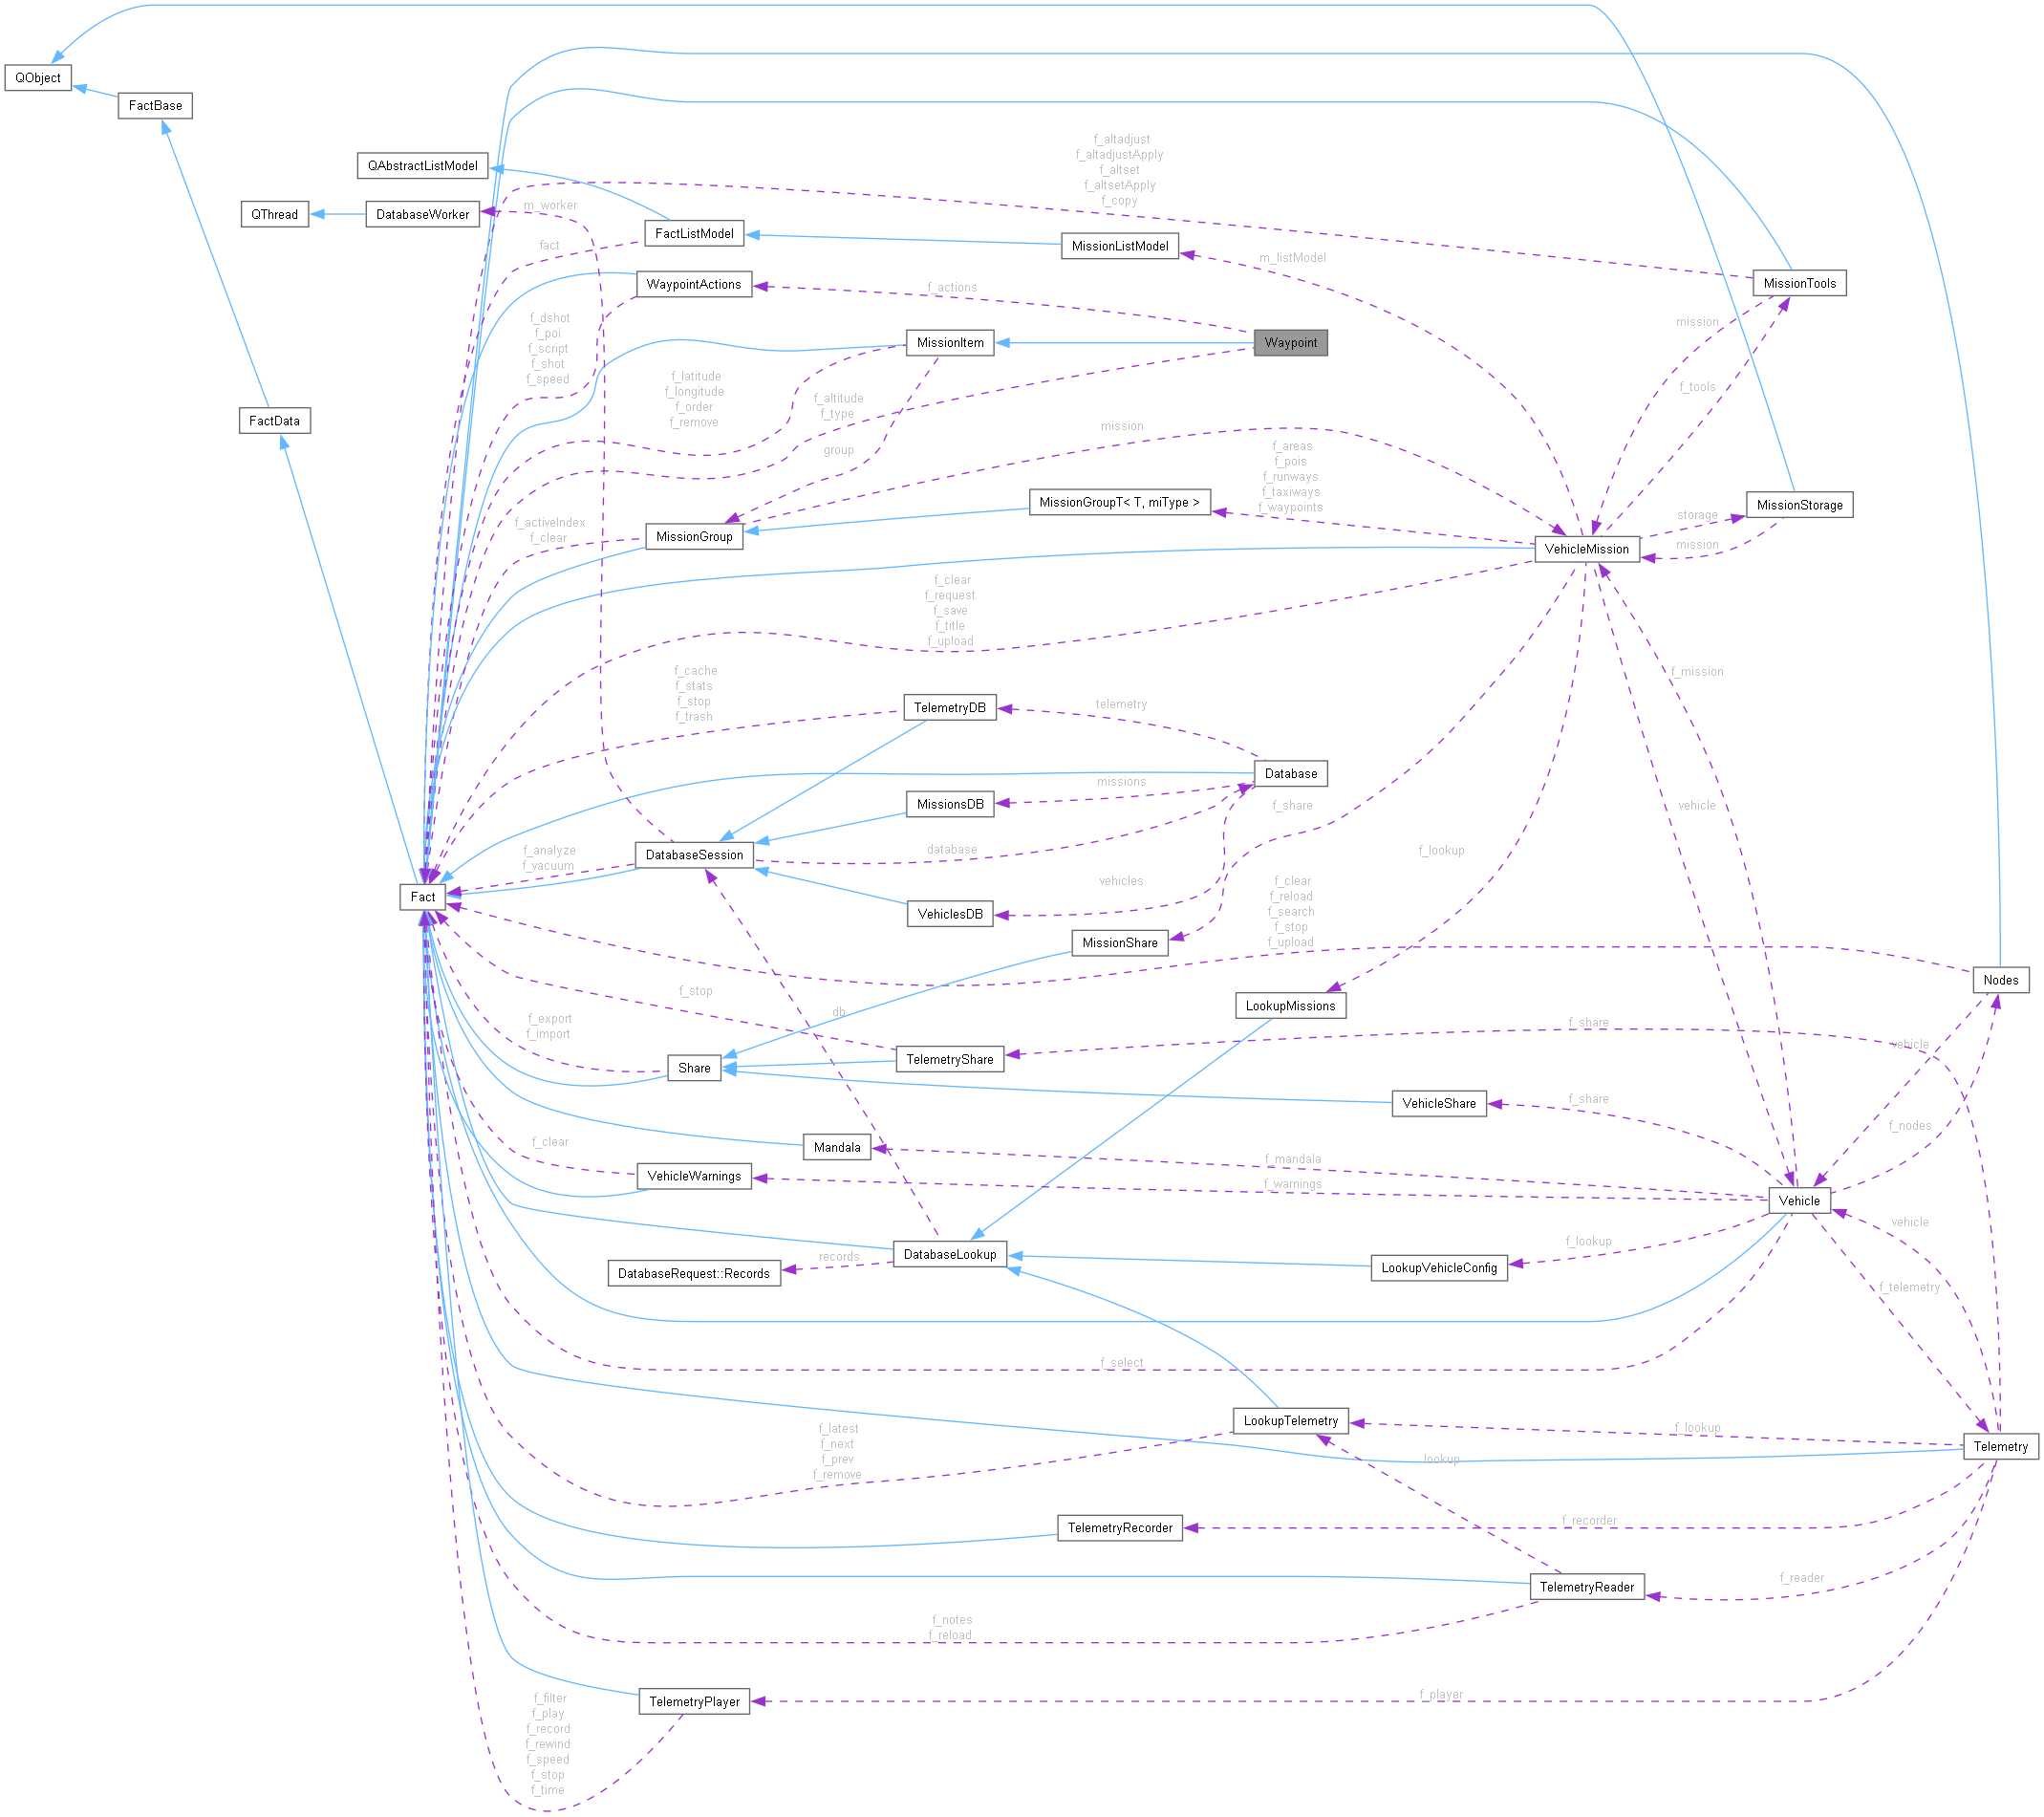 QObject
FactBase
f_altadjust
f_altadjustApply
f_altset
f_altsetApply
f_copy
QAbstractListModel
m_worker
QThread
DatabaseWorker
fact
FactListModel
MissionListModel
m_listModel
MissionTools
WaypointActions
f_actions
f_dshot
f_poi
f_script
f_shot
f_speed
MissionItem
Waypoint
mission
f_latitude
f_longitude
f_order
f_remove
f_altitude
f_type
f_tools
FactData
group
mission
f_areas
f_pois
f_runways
f_taxiways
f_waypoints
MissionGroupT< T, miType >
MissionStorage
storage
mission
f_activeIndex
f_clear
MissionGroup
VehicleMission
f_clear
f_request
f_save
f_title
f_upload
f_cache
f_stats
f_stop
f_trash
TelemetryDB
telemetry
f_mission
Database
missions
MissionsDB
f_share
vehicle
f_analyze
f_vacuum
DatabaseSession
database
f_lookup
Fact
vehicles
VehiclesDB
f_clear
f_reload
f_search
f_stop
f_upload
MissionShare
Nodes
f_stop
LookupMissions
db
f_export
f_import
f_share
Share
TelemetryShare
vehicle
VehicleShare
f_share
f_nodes
f_clear
Mandala
f_mandala
VehicleWarnings
f_warnings
Vehicle
vehicle
f_lookup
DatabaseLookup
records
DatabaseRequest::Records
LookupVehicleConfig
f_telemetry
f_select
LookupTelemetry
f_lookup
Telemetry
f_latest
f_next
f_prev
f_remove
lookup
TelemetryRecorder
f_recorder
TelemetryReader
f_reader
f_notes
f_reload
TelemetryPlayer
f_player
f_filter
f_play
f_record
f_rewind
f_speed
f_stop
f_time